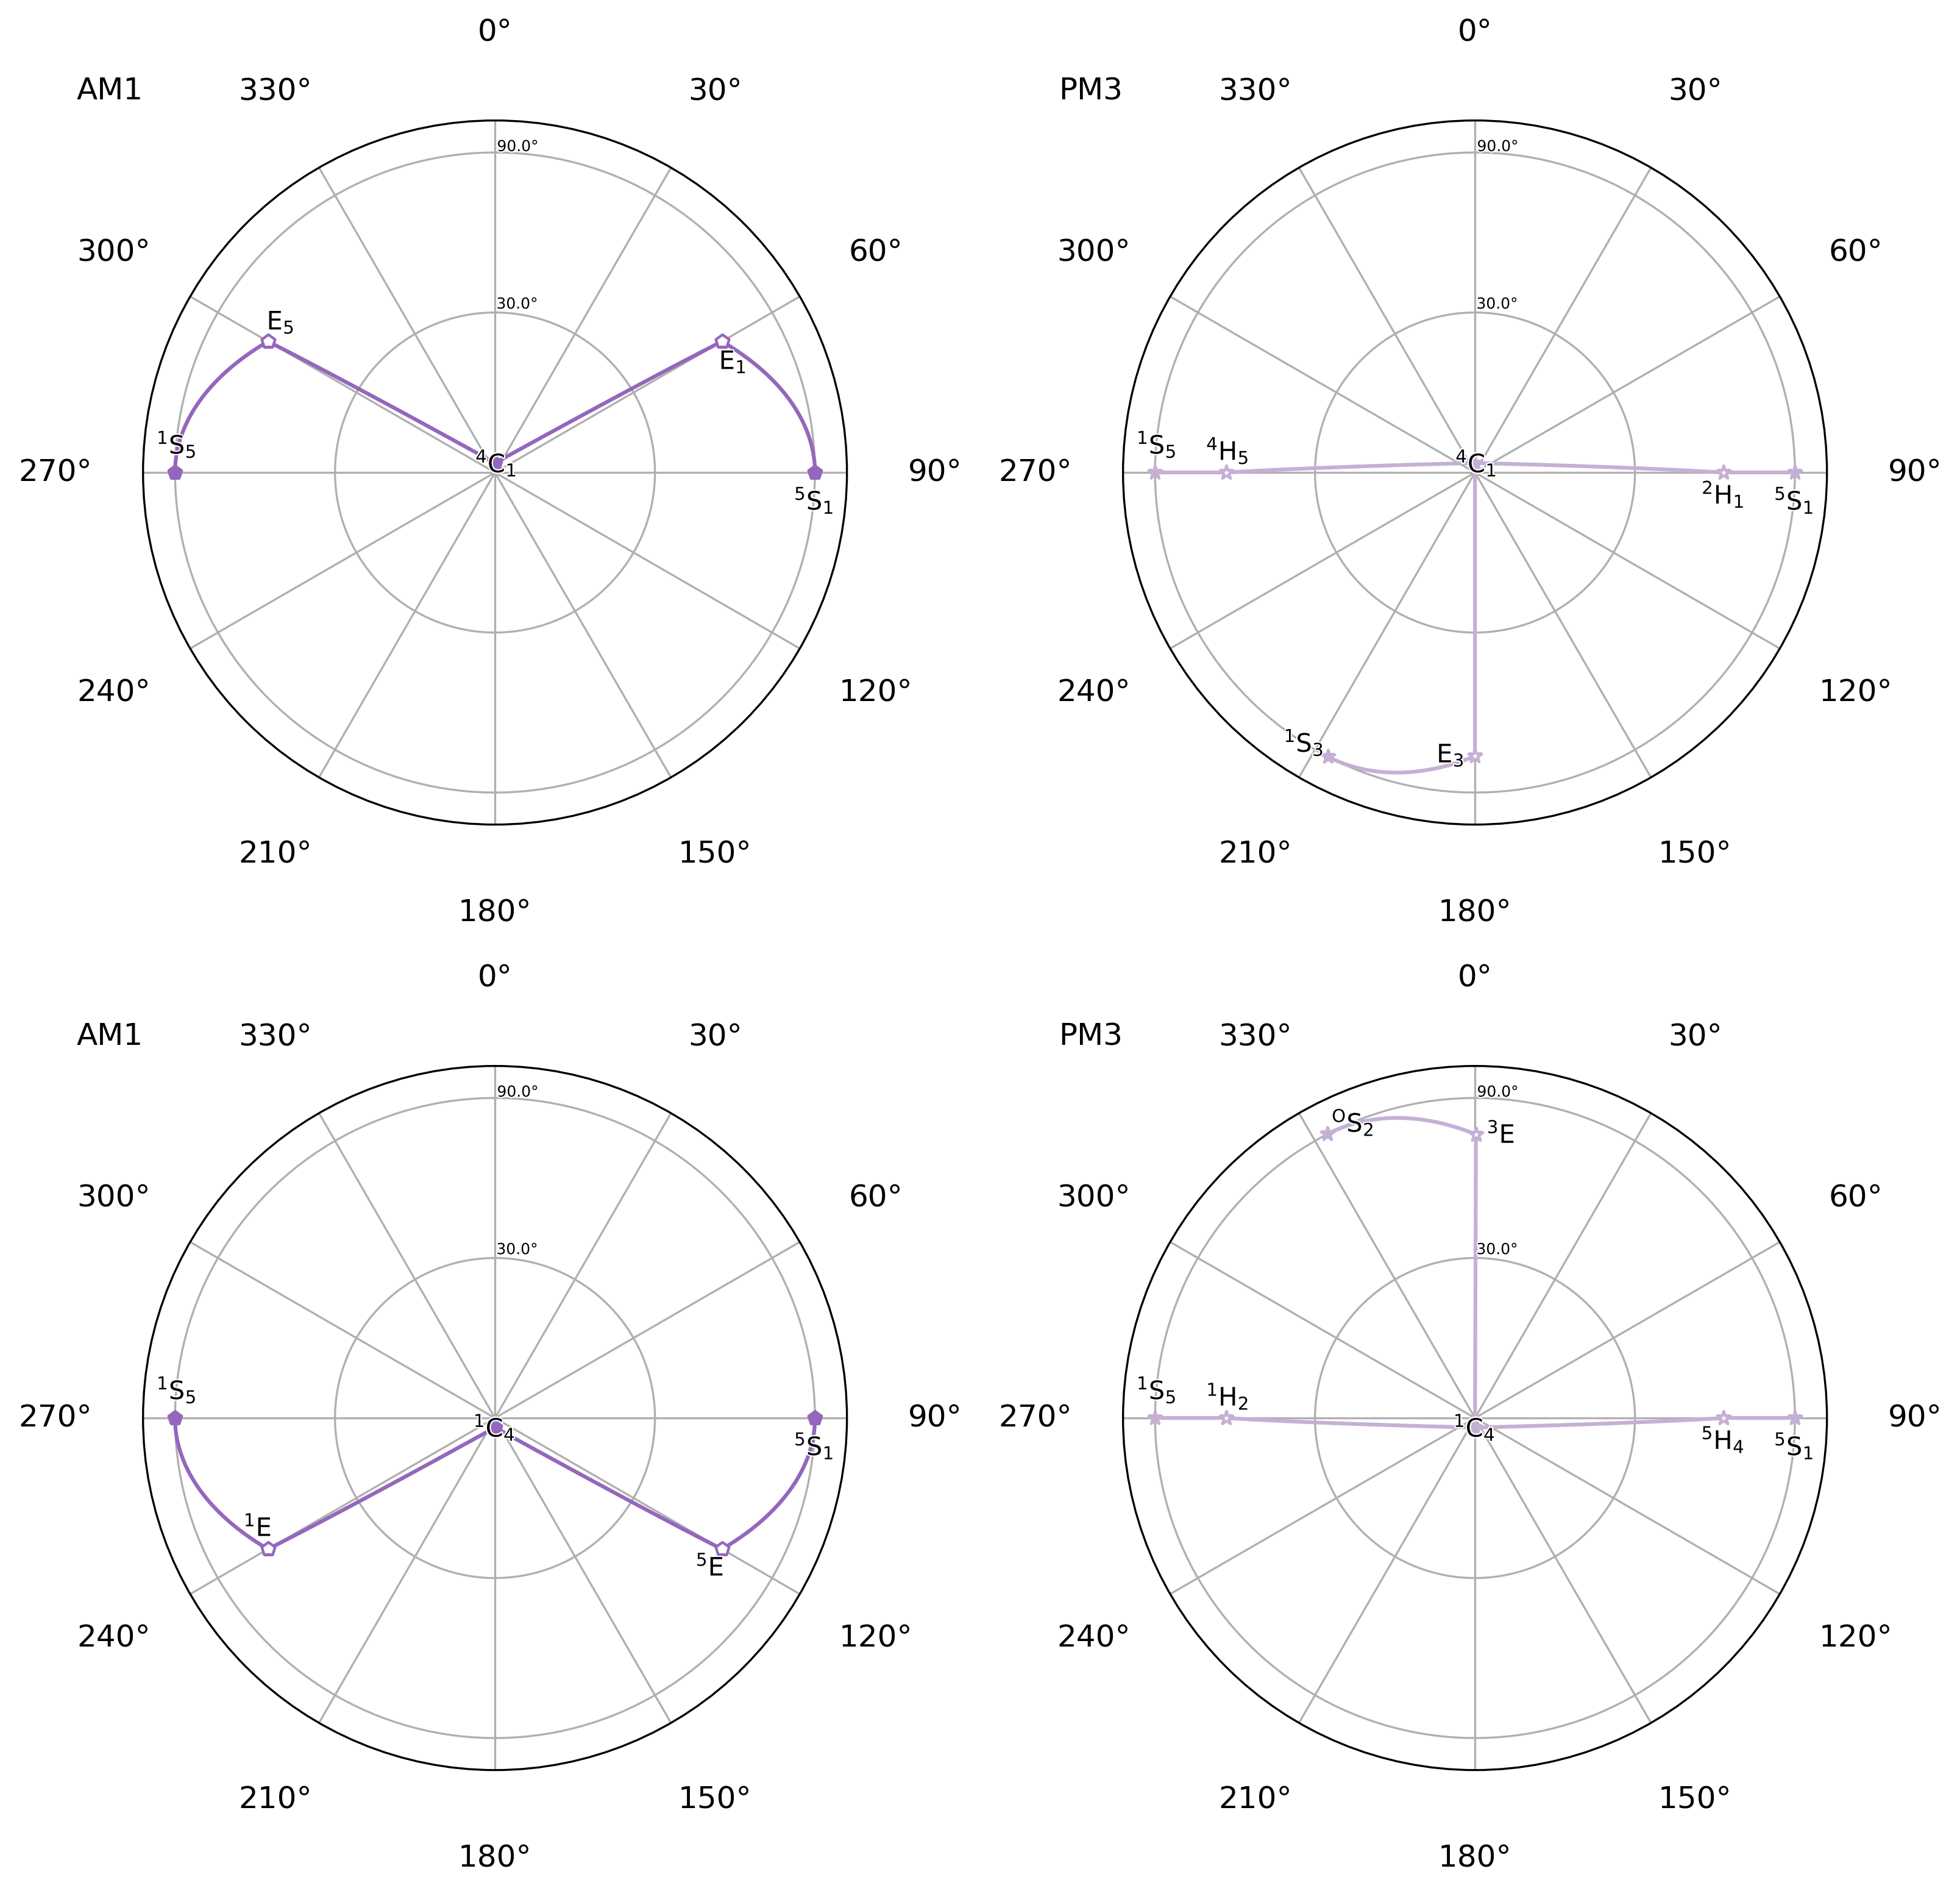 0° 0°
AM1 330° 30° PM3 330° 30°
90.0° 90.0°
300° 60° 300° 60°
30.0° 30.0°
E₅ E₁
¹S₅ ¹S₅ ⁴H₅
270° ⁴C₁ 90° 270° ⁴C₁ 90°
⁵S₁ ²H₁ ⁵S₁
240° 120° 240° 120°
¹S₃ E₃
210° 150° 210° 150°
180° 180°
0° 0°
AM1 330° 30° PM3 330° 30°
90.0° 90.0°
ᴼS₂ ³E
300° 60° 300° 60°
30.0° 30.0°
¹S₅ ¹S₅ ¹H₂
270° ¹C₄ 90° 270° ¹C₄ 90°
⁵S₁ ⁵H₄ ⁵S₁
¹E ⁵E
240° 120° 240° 120°
210° 150° 210° 150°
180° 180°